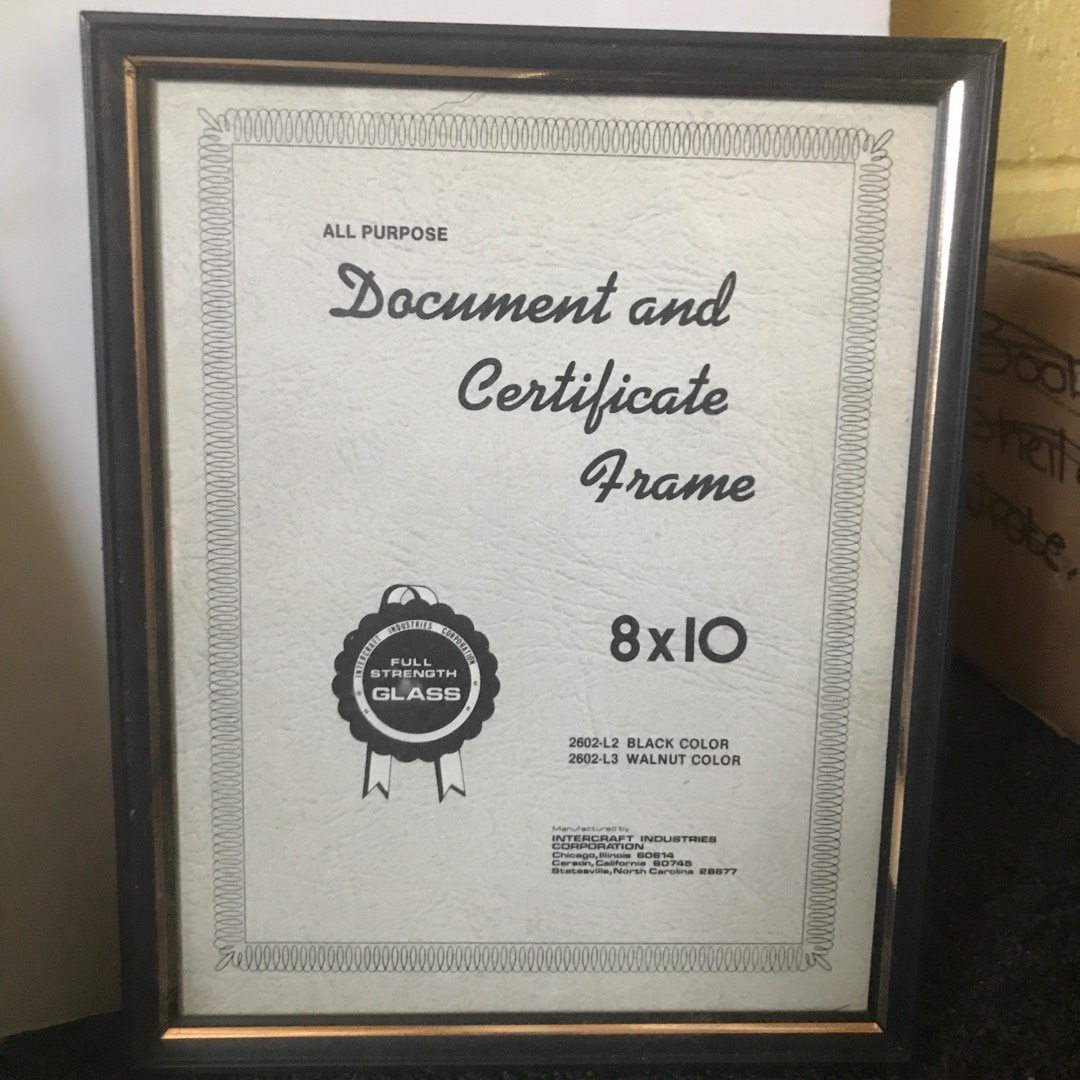 ALL PURPOSE
Document and
Certificate
Frame
INTERCRAFT INDUSTRIES CORPORATION
FULL
STRENGTH
GLASS
8x10
2602-L2 BLACK COLOR
2602-L3 WALNUT COLOR
Manufactured by
INTERCRAFT INDUSTRIES
CORPORATION
Chicago, Illinois 60614
Carson, California 90745
Statesville, North Carolina 28677